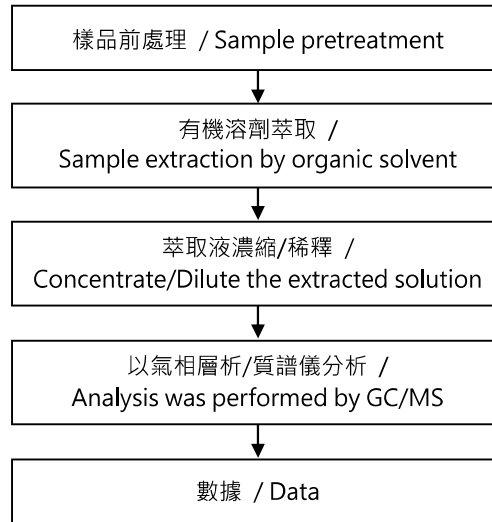 樣品前處理 / Sample pretreatment
有機溶劑萃取 /
Sample extraction by organic solvent
萃取液濃縮/稀釋 /
Concentrate/Dilute the extracted solution
以氣相層析/質譜儀分析 /
Analysis was performed by GC/MS
數據 / Data